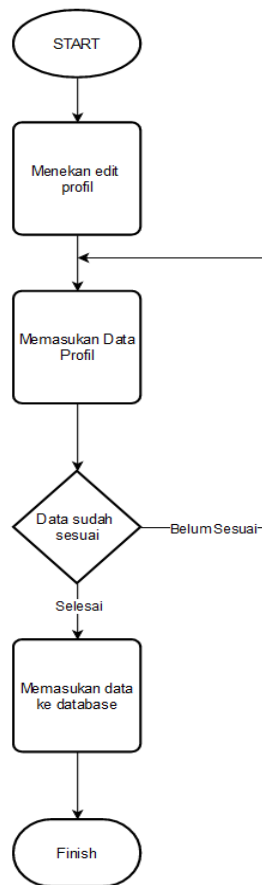 START
Menekan edit
profil
Memasukan Data
Profil
Data sudah
sesuai
Belum Sesuai
Selesai
Memasukan data
ke database
Finish